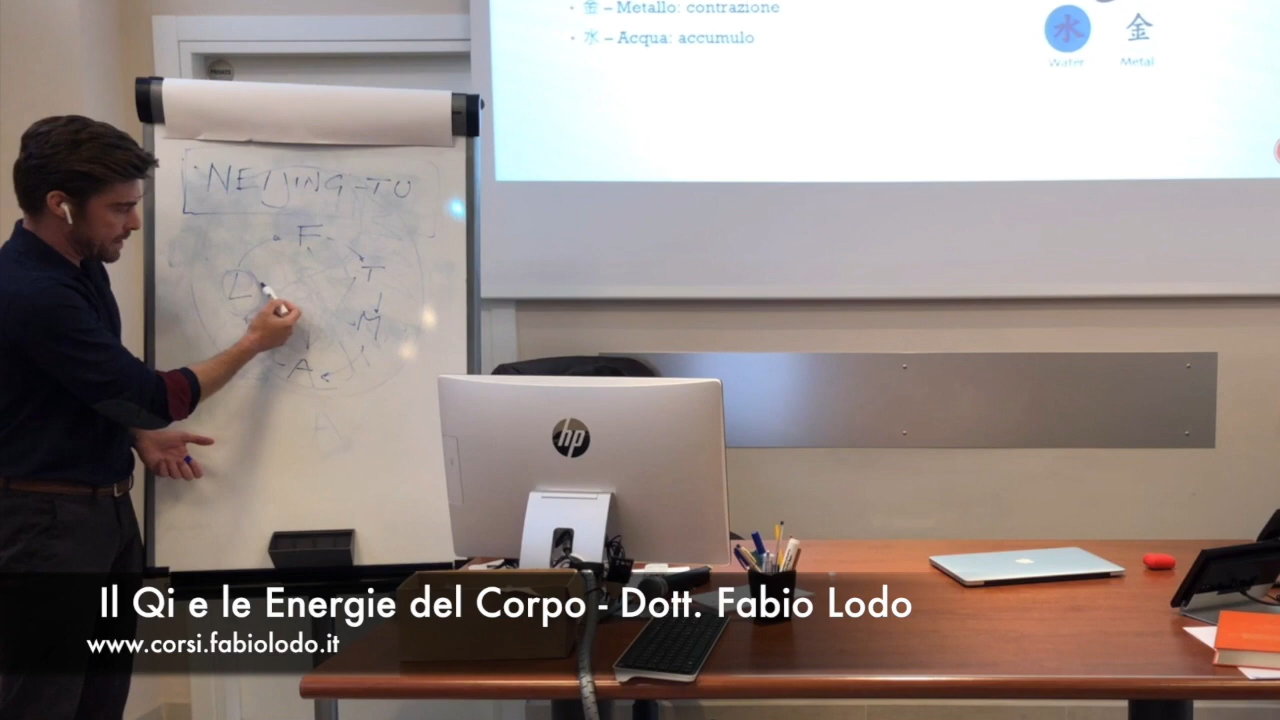 • 金 – Metallo: contrazione
• 水 – Acqua: accumulo
水 金
Water Metal
PRIVATE
NEIJING-TU
F
L T
M
A
A
hp
Il Qi e le Energie del Corpo - Dott. Fabio Lodo
www.corsi.fabiolodo.it